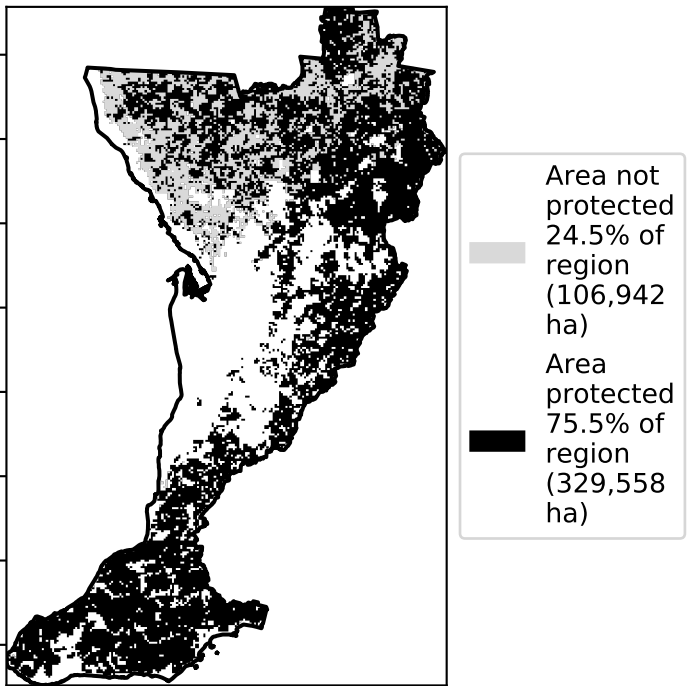 Area not
protected
24.5% of
region
(106,942
ha)
Area
protected
75.5% of
region
(329,558
ha)